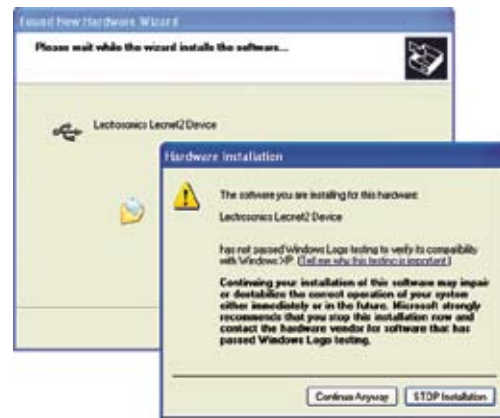 Found New Hardware Wizard
Please wait while the wizard installs the software...
Lectrosonics Lecnet2 Device
Hardware Installation
The software you are installing for this hardware:
Lectrosonics Lecnet2 Device
has not passed Windows Logo testing to verify its compatibility
with Windows XP. (Tell me why this testing is important.)
Continuing your installation of this software may impair
or destabilize the correct operation of your system
either immediately or in the future. Microsoft strongly
recommends that you stop this installation now and
contact the hardware vendor for software that has
passed Windows Logo testing.
Continue Anyway
STOP Installation